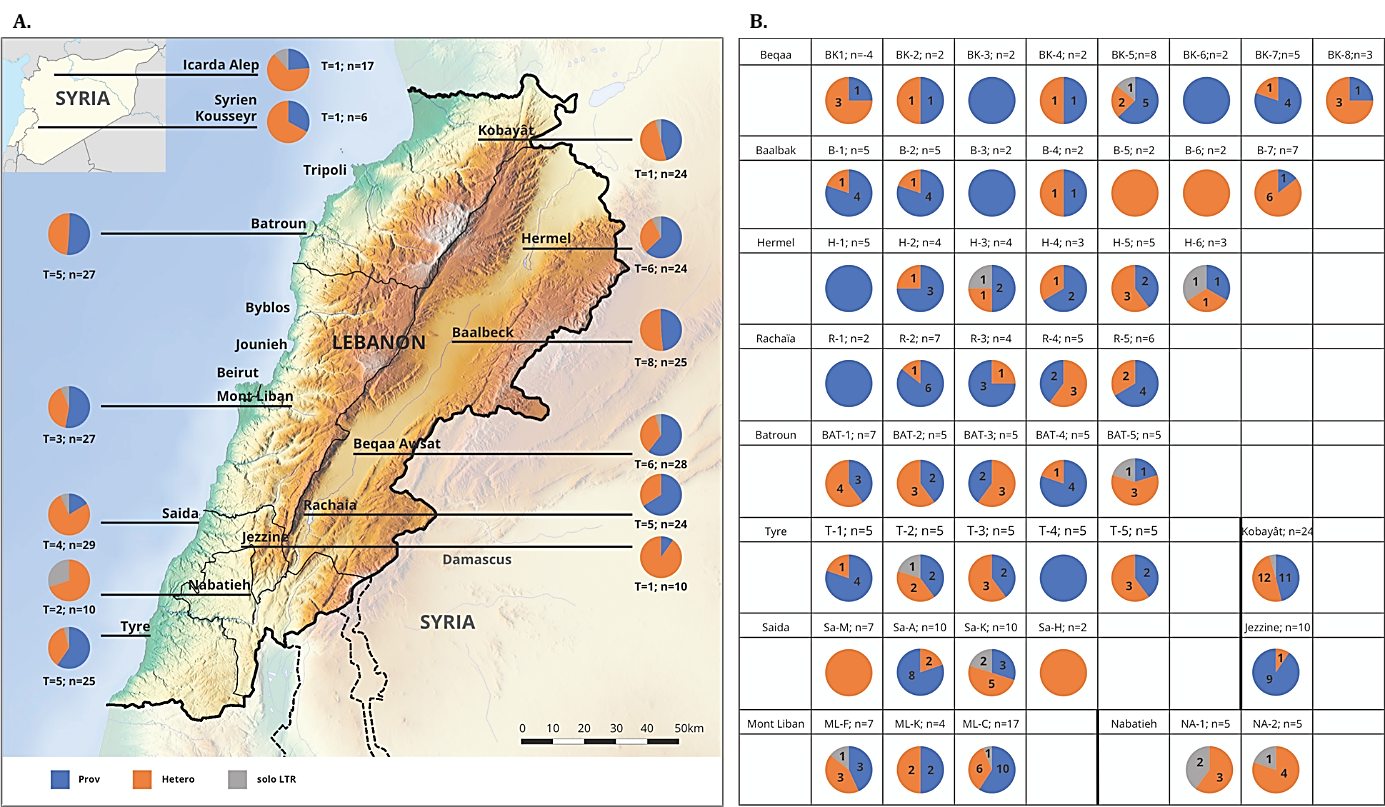 A.
Icarda Alep
T=1; n=17
SYRIA
Syrien
Kousseyr
T=1; n=6
Kobayât
T=1; n=24
Tripoli
Batroun
T=5; n=27
Hermel
T=6; n=24
Byblos
Jounieh
LEBANON
Baalbeck
T=8; n=25
Beirut
Mont Liban
T=3; n=27
Beqaa Awsat
T=6; n=28
Saida
T=4; n=29
Rachaia
T=5; n=24
Jezzine
T=1; n=10
Damascus
Nabatieh
T=2; n=10
SYRIA
Tyre
T=5; n=25
0 10 20 30 40 50km
Prov Hetero solo LTR
B.
Beqaa BK1; n=-4 BK-2; n=2 BK-3; n=2 BK-4; n=2 BK-5;n=8 BK-6;n=2 BK-7;n=5 BK-8;n=3
3 1 1 1 1 1 2 1 5 1 4 3 1
Baalbak B-1; n=5 B-2; n=5 B-3; n=2 B-4; n=2 B-5; n=2 B-6; n=2 B-7; n=7
1 4 1 4 1 1 6 1
Hermel H-1; n=5 H-2; n=4 H-3; n=4 H-4; n=3 H-5; n=5 H-6; n=3
1 3 1 1 2 1 2 3 2 1 1 1
Rachaïa R-1; n=2 R-2; n=7 R-3; n=4 R-4; n=5 R-5; n=6
1 6 3 1 2 3 2 4
Batroun BAT-1; n=7 BAT-2; n=5 BAT-3; n=5 BAT-4; n=5 BAT-5; n=5
4 3 3 2 2 3 1 4 1 1 3
Tyre T-1; n=5 T-2; n=5 T-3; n=5 T-4; n=5 T-5; n=5 Kobayât; n=24
1 4 1 2 2 3 2 3 2 12 11
Saida Sa-M; n=7 Sa-A; n=10 Sa-K; n=10 Sa-H; n=2 Jezzine; n=10
8 2 2 3 5 9 1
Mont Liban ML-F; n=7 ML-K; n=4 ML-C; n=17 Nabatieh NA-1; n=5 NA-2; n=5
1 3 3 2 2 1 6 10 2 3 1 4